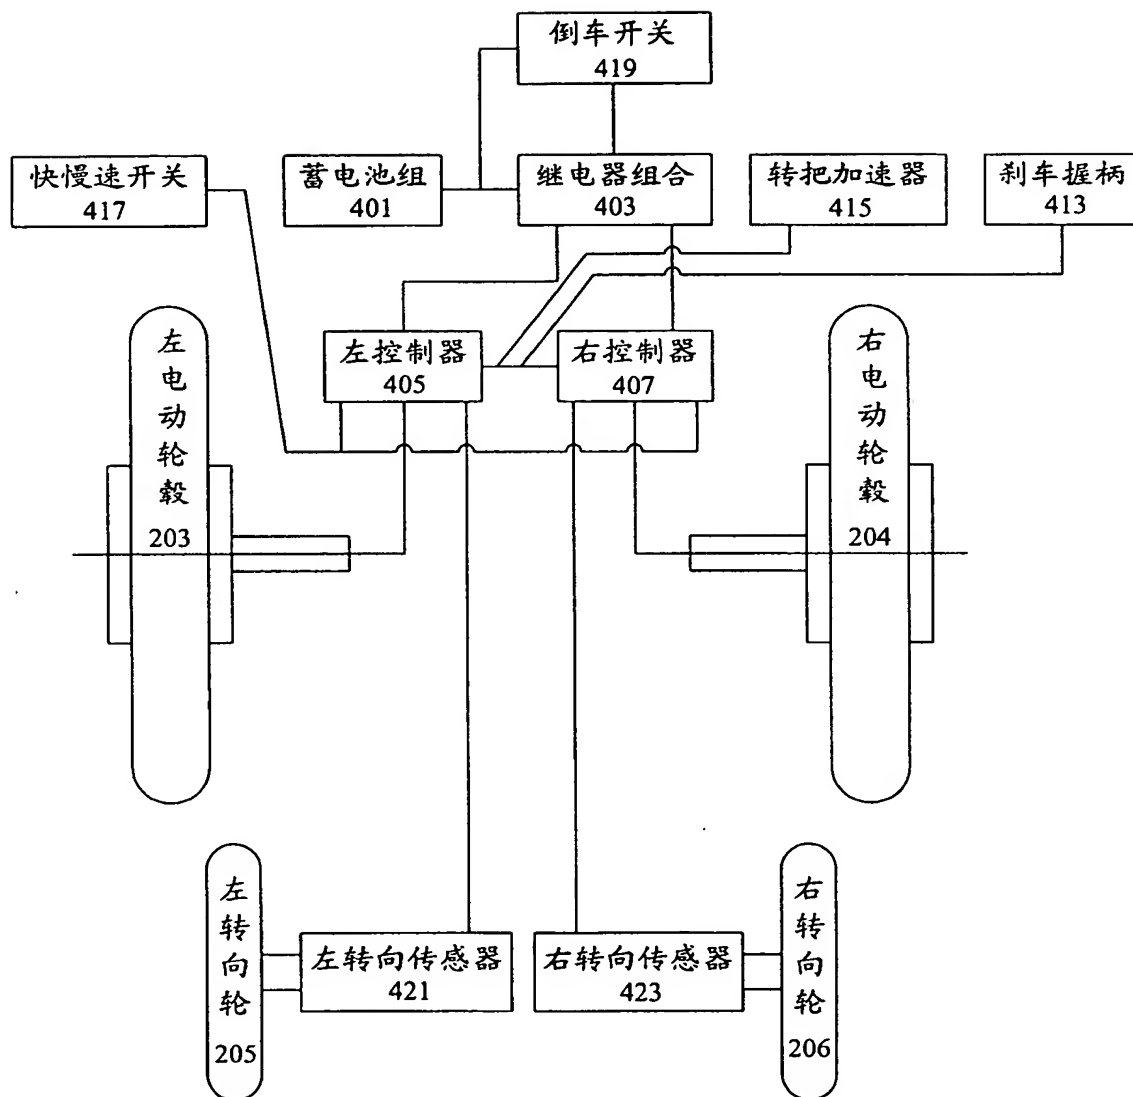 倒车开关
419
快慢速开关
417
蓄电池组
401
继电器组合
403
转把加速器
415
刹车握柄
413
左控制器
405
右控制器
407
左电动轮毂
203
右电动轮毂
204
左转向轮
205
左转向传感器
421
右转向传感器
423
右转向轮
206